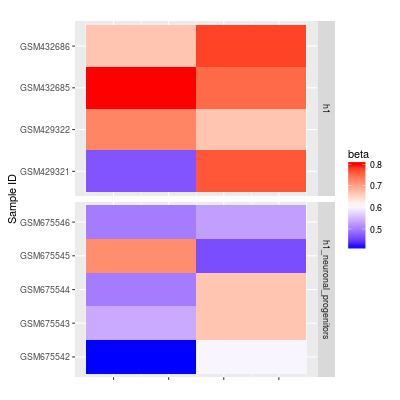 GSM432686
GSM432685
GSM429322
GSM429321
h1
GSM675546
GSM675545
GSM675544
GSM675543
GSM675542
h1_neuronal_progenitors
Sample ID
beta
0.8
0.7
0.6
0.5